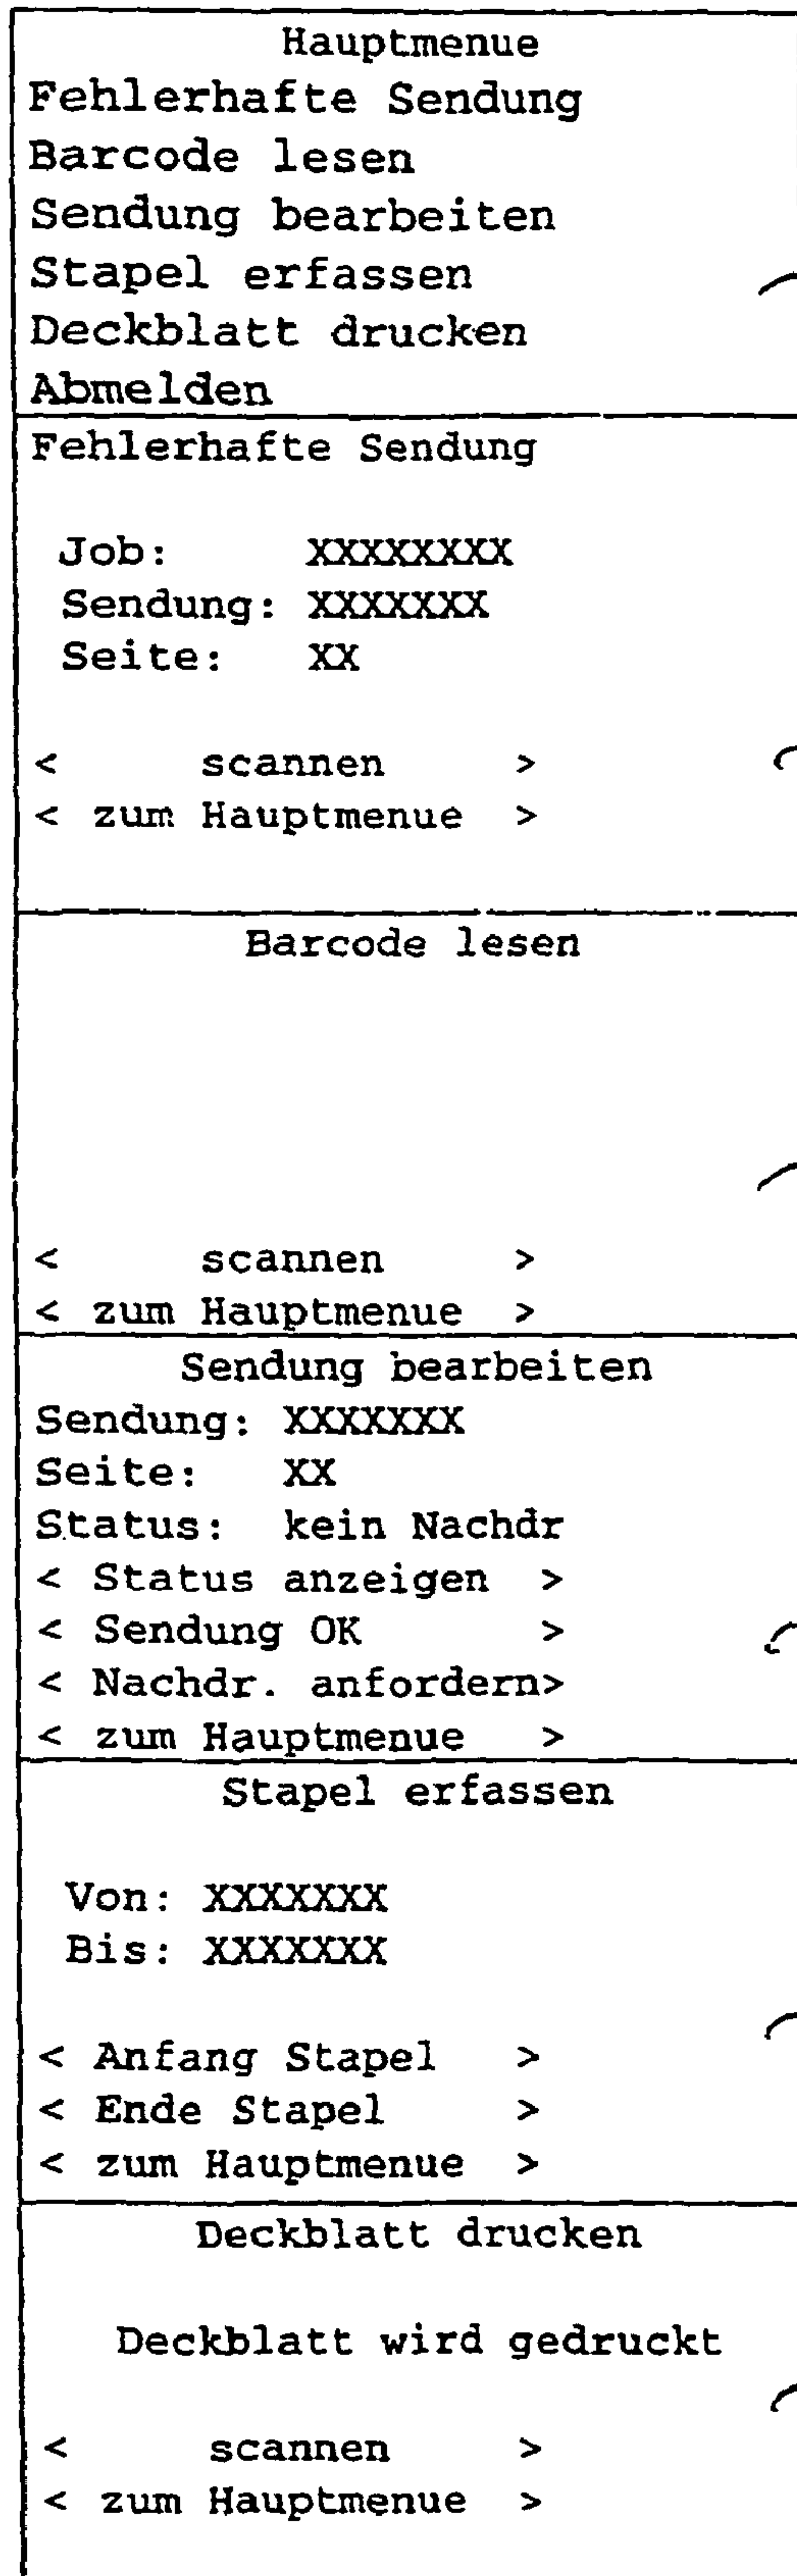 Hauptmenue
Fehlerhafte Sendung
Barcode lesen
Sendung bearbeiten
Stapel erfassen
Deckblatt drucken
Abmelden
Fehlerhafte Sendung
Job: XXXXXXXX
Sendung: XXXXXXX
Seite: XX
< scannen >
< zum Hauptmenue >
Barcode lesen
< scannen >
< zum Hauptmenue >
Sendung bearbeiten
Sendung: XXXXXXX
Seite: XX
Status: kein Nachdr
< Status anzeigen >
< Sendung OK >
< Nachdr. anfordern>
< zum Hauptmenue >
Stapel erfassen
Von: XXXXXXX
Bis: XXXXXXX
< Anfang Stapel >
< Ende Stapel >
< zum Hauptmenue >
Deckblatt drucken
Deckblatt wird gedruckt
< scannen >
< zum Hauptmenue >